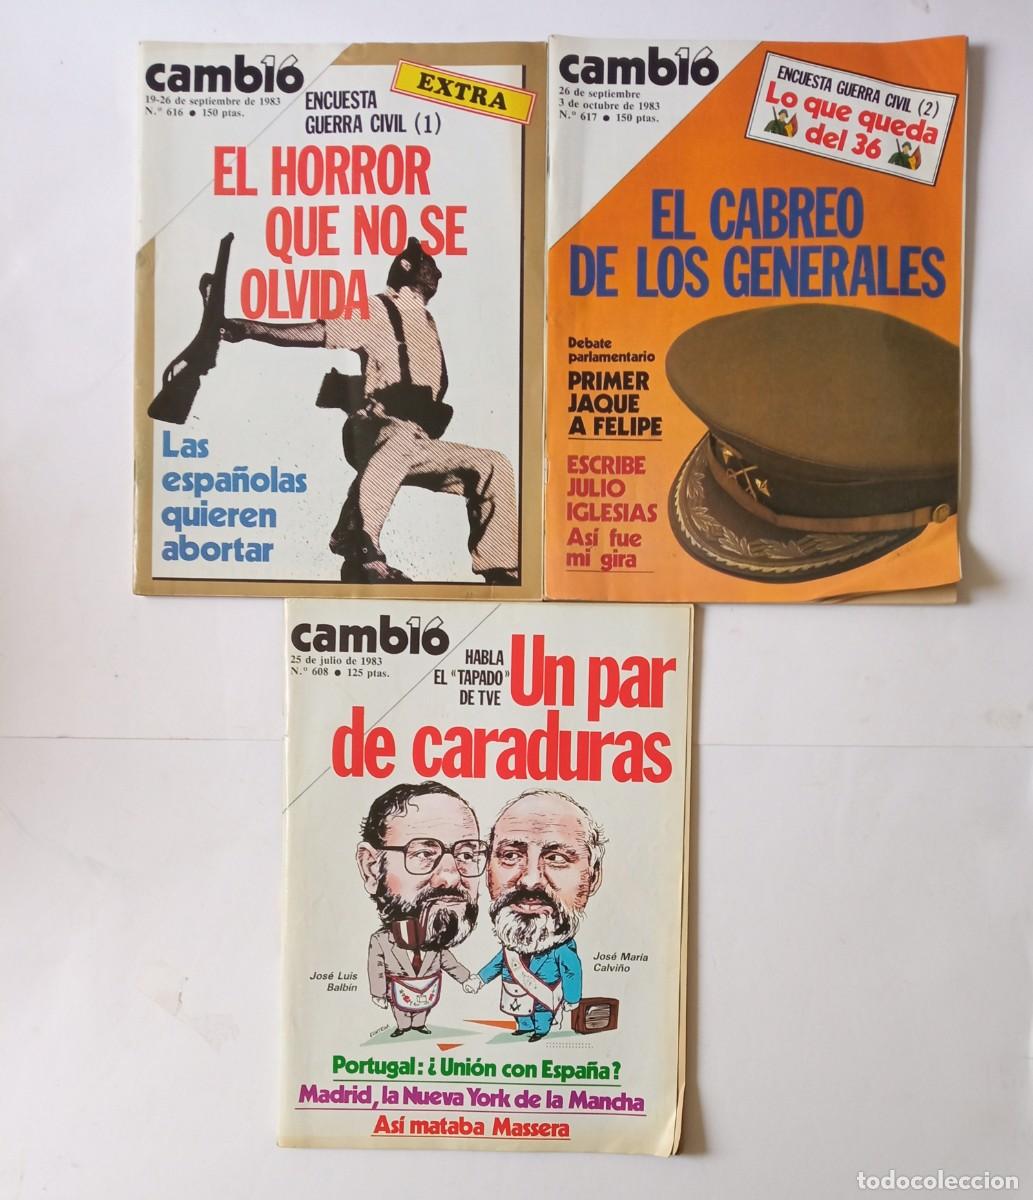 camb16
19-26 de septiembre de 1983
N.º 616 ● 150 ptas.
EXTRA
ENCUESTA
GUERRA CIVIL (1)
EL HORROR
QUE NO SE
OLVIDA
Las
españolas
quieren
abortar
camb16
26 de septiembre
3 de octubre de 1983
N.º 617 ● 150 ptas.
ENCUESTA GUERRA CIVIL (2)
Lo que queda
del 36
EL CABREO
DE LOS GENERALES
Debate
parlamentario
PRIMER
JAQUE
A FELIPE
ESCRIBE
JULIO
IGLESIAS
Así fue
mi gira
camb16
25 de julio de 1983
N.º 608 ● 125 ptas.
HABLA
EL «TAPADO»
DE TVE
Un par
de caraduras
José Luis
Balbín
José María
Calviño
Portugal: ¿Unión con España?
Madrid, la Nueva York de la Mancha
Así mataba Massera
todocoleccion